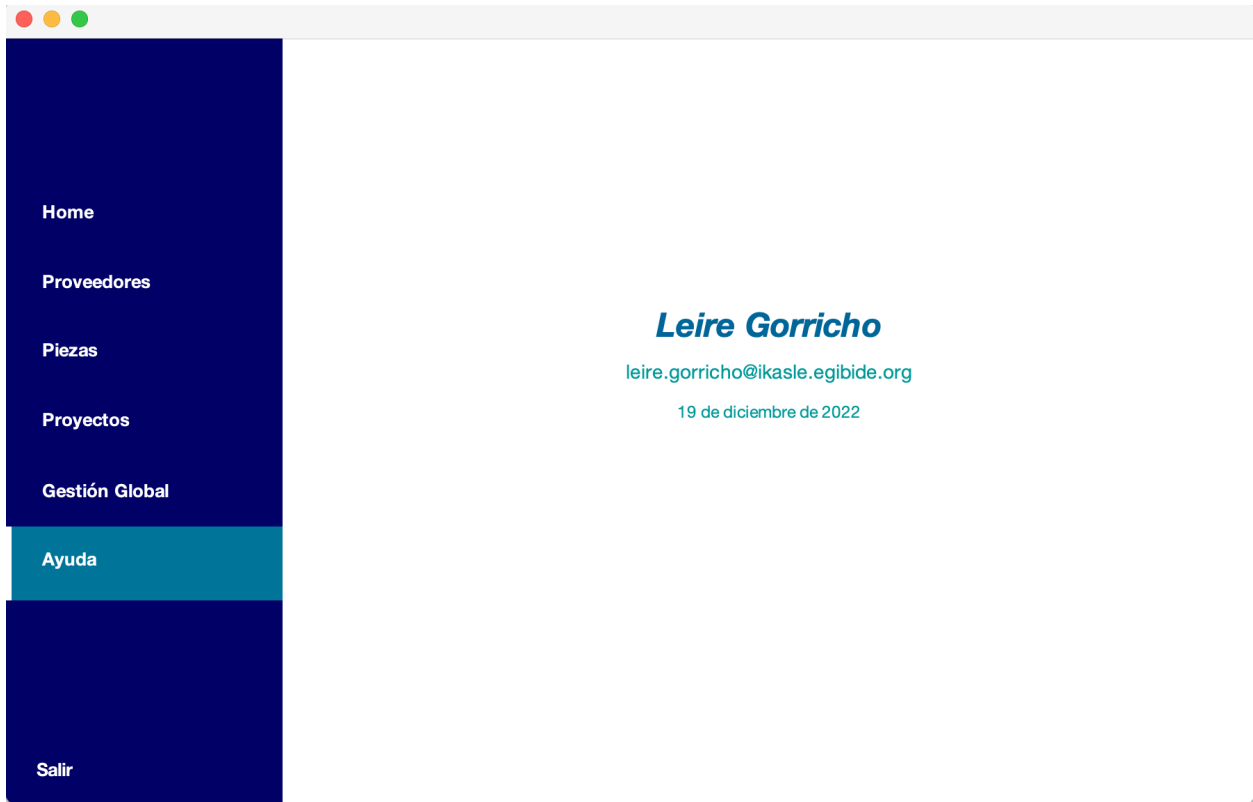 Home
Proveedores
Piezas
Proyectos
Gestión Global
Ayuda
Salir
Leire Gorricho
leire.gorricho@ikasle.egibide.org
19 de diciembre de 2022